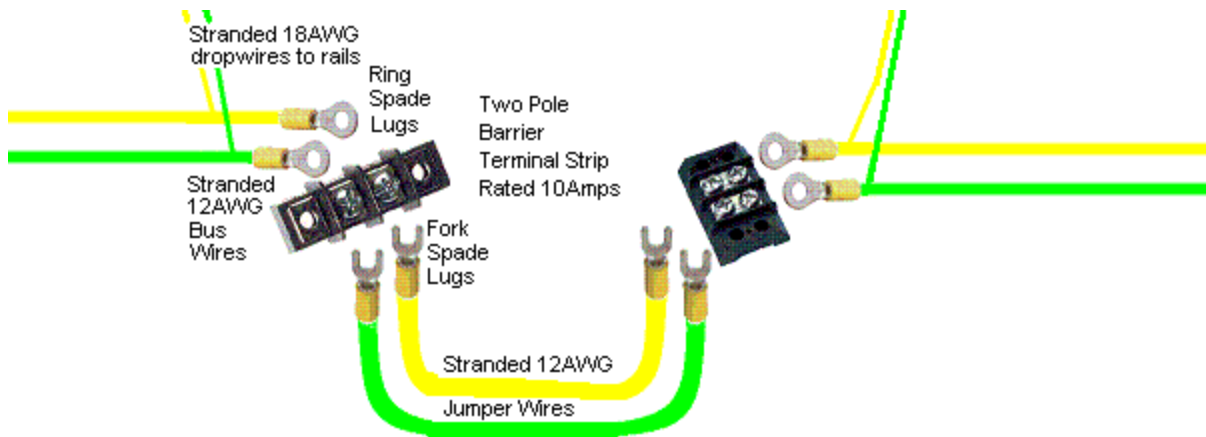 Stranded 18AWG
dropwires to rails
Ring
Spade
Lugs
Two Pole
Barrier
Terminal Strip
Rated 10Amps
Stranded
12AWG
Bus
Wires
Fork
Spade
Lugs
Stranded 12AWG
Jumper Wires